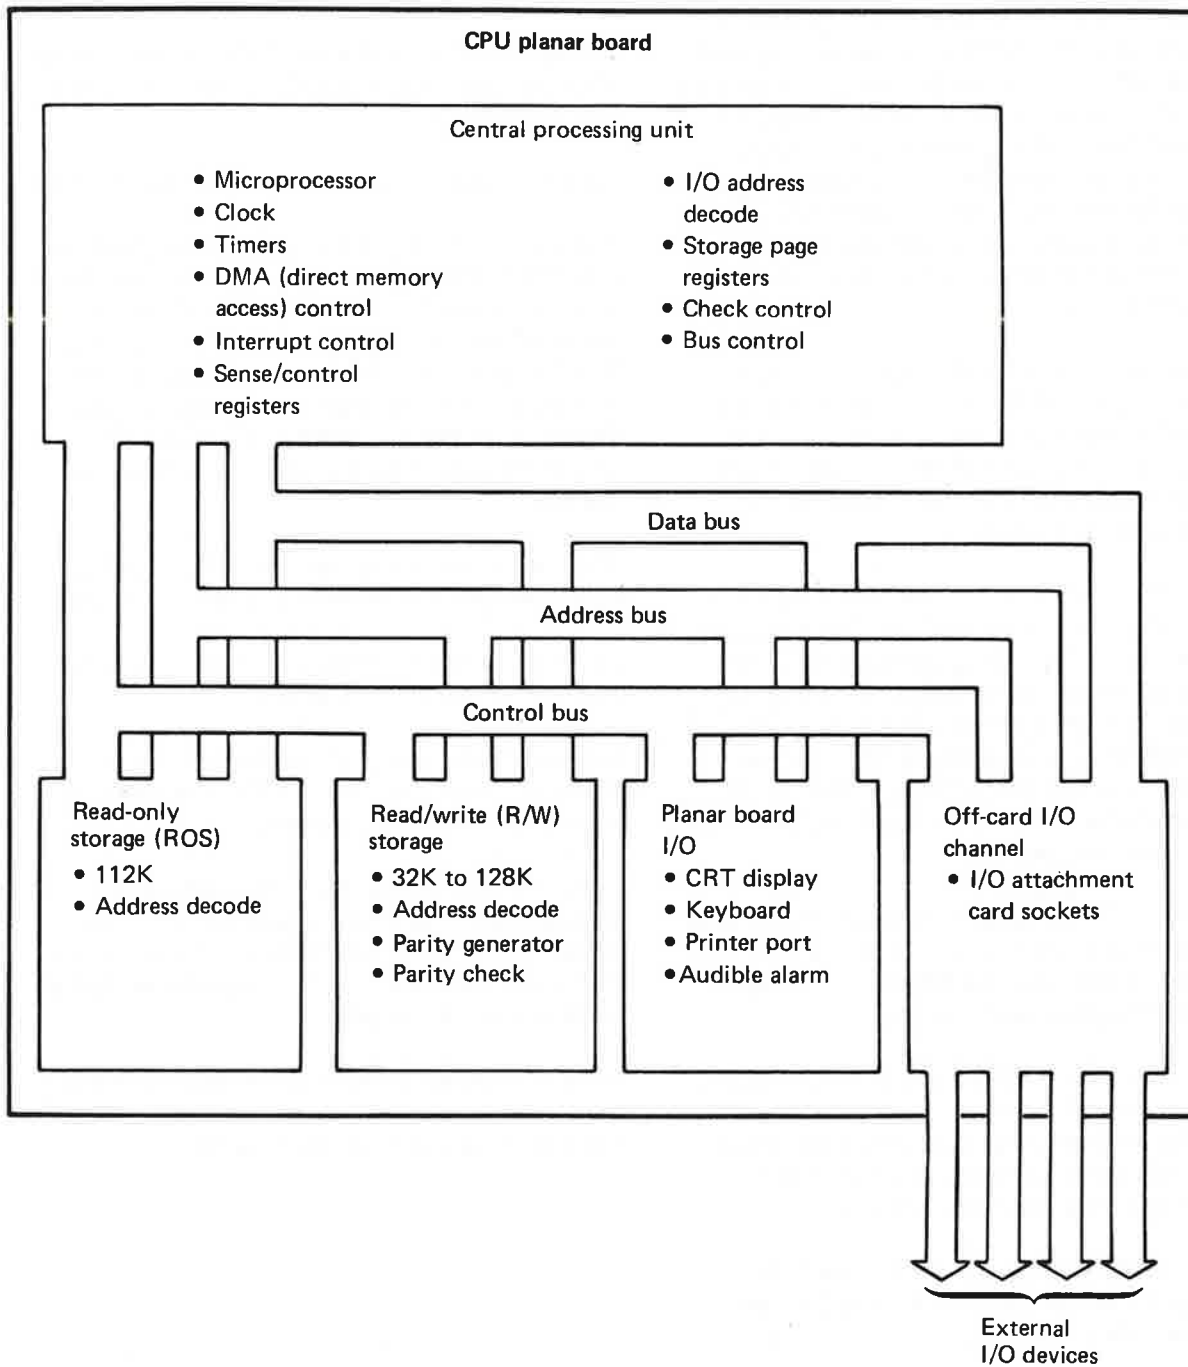 CPU planar board
Central processing unit
• Microprocessor
• Clock
• Timers
• DMA (direct memory
access) control
• Interrupt control
• Sense/control
registers
• I/O address
decode
• Storage page
registers
• Check control
• Bus control
Data bus
Address bus
Control bus
Read-only
storage (ROS)
• 112K
• Address decode
Read/write (R/W)
storage
• 32K to 128K
• Address decode
• Parity generator
• Parity check
Planar board
I/O
• CRT display
• Keyboard
• Printer port
• Audible alarm
Off-card I/O
channel
• I/O attachment
card sockets
External
I/O devices